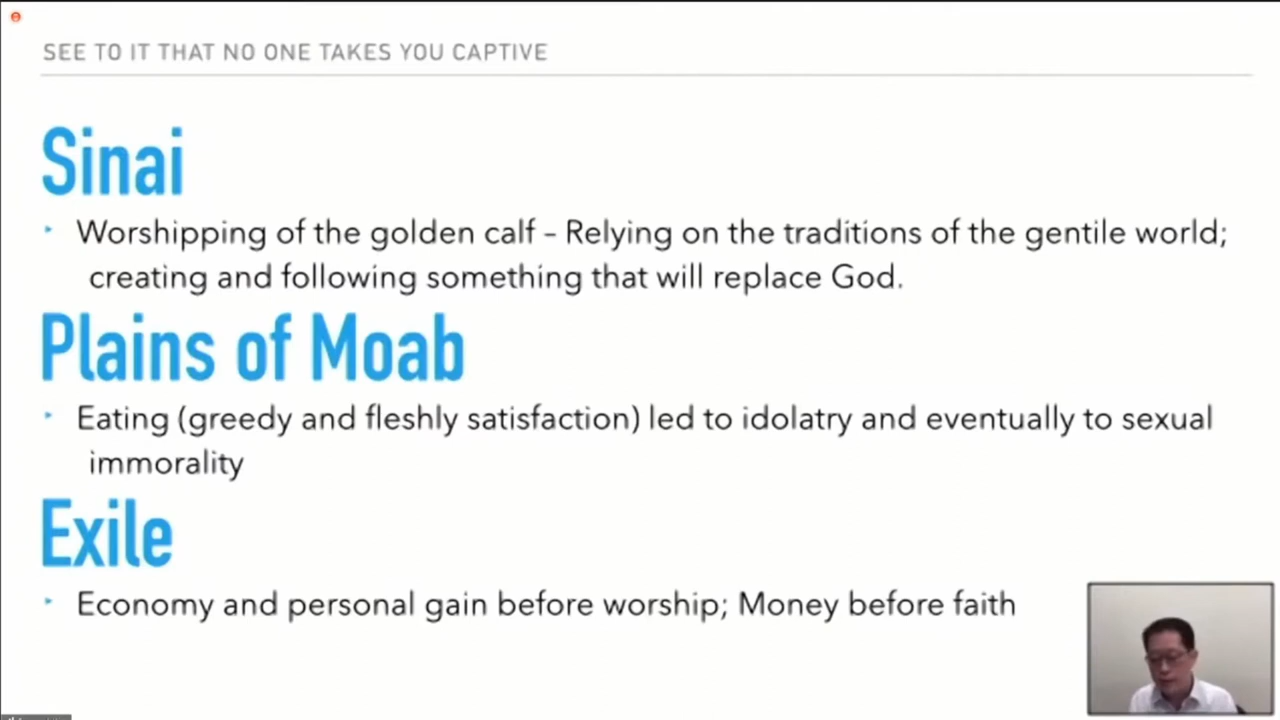 SEE TO IT THAT NO ONE TAKES YOU CAPTIVE
Sinai
‣ Worshipping of the golden calf – Relying on the traditions of the gentile world;
creating and following something that will replace God.
Plains of Moab
‣ Eating (greedy and fleshly satisfaction) led to idolatry and eventually to sexual
immorality
Exile
‣ Economy and personal gain before worship; Money before faith